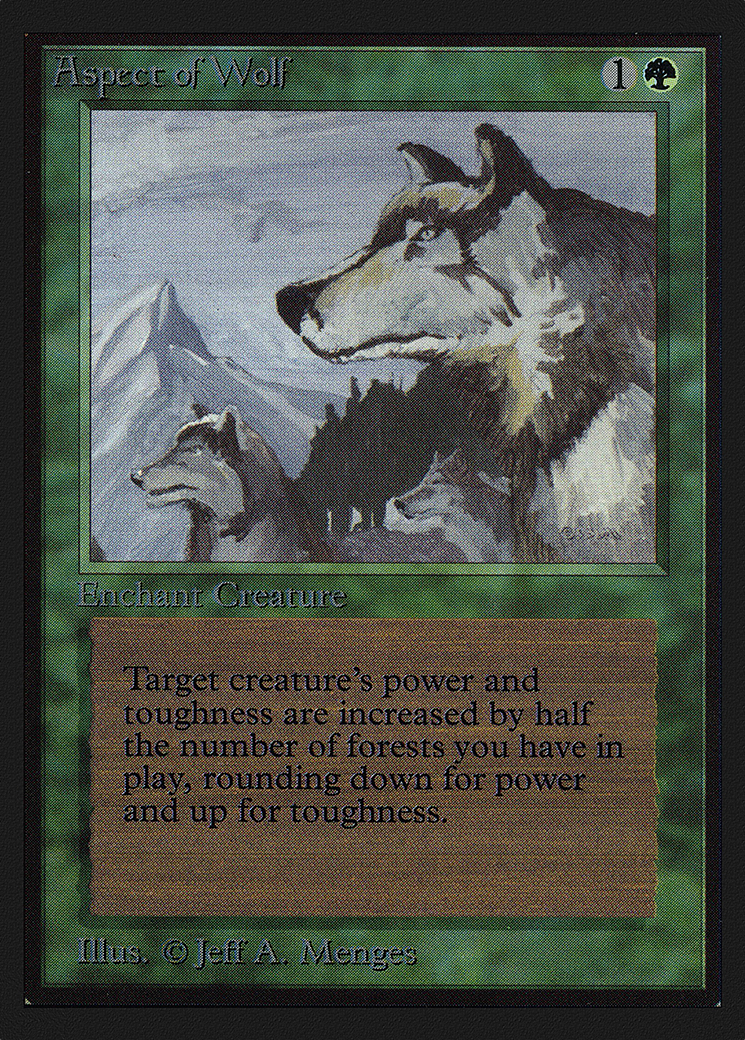 Aspect of Wolf 1
Enchant Creature
Target creature's power and
toughness are increased by half
the number of forests you have in
play, rounding down for power
and up for toughness.
Illus. © Jeff A. Menges